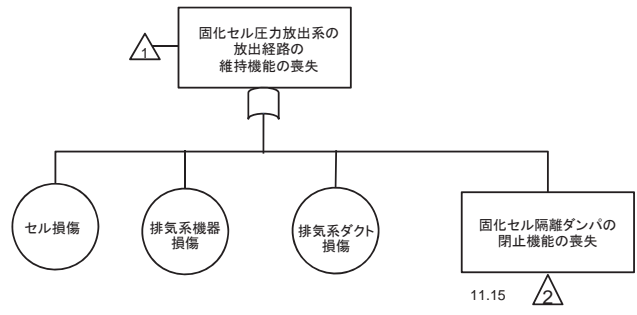 固化セル圧力放出系の
放出経路の
維持機能の喪失
1
セル損傷
排気系機器
損傷
排気系ダクト
損傷
固化セル隔離ダンパの
閉止機能の喪失
11.15
2